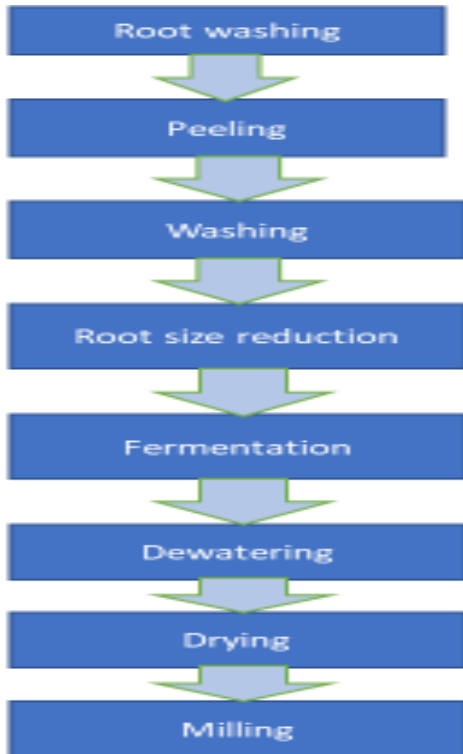 Root washing
Peeling
Washing
Root size reduction
Fermentation
Dewatering
Drying
Milling